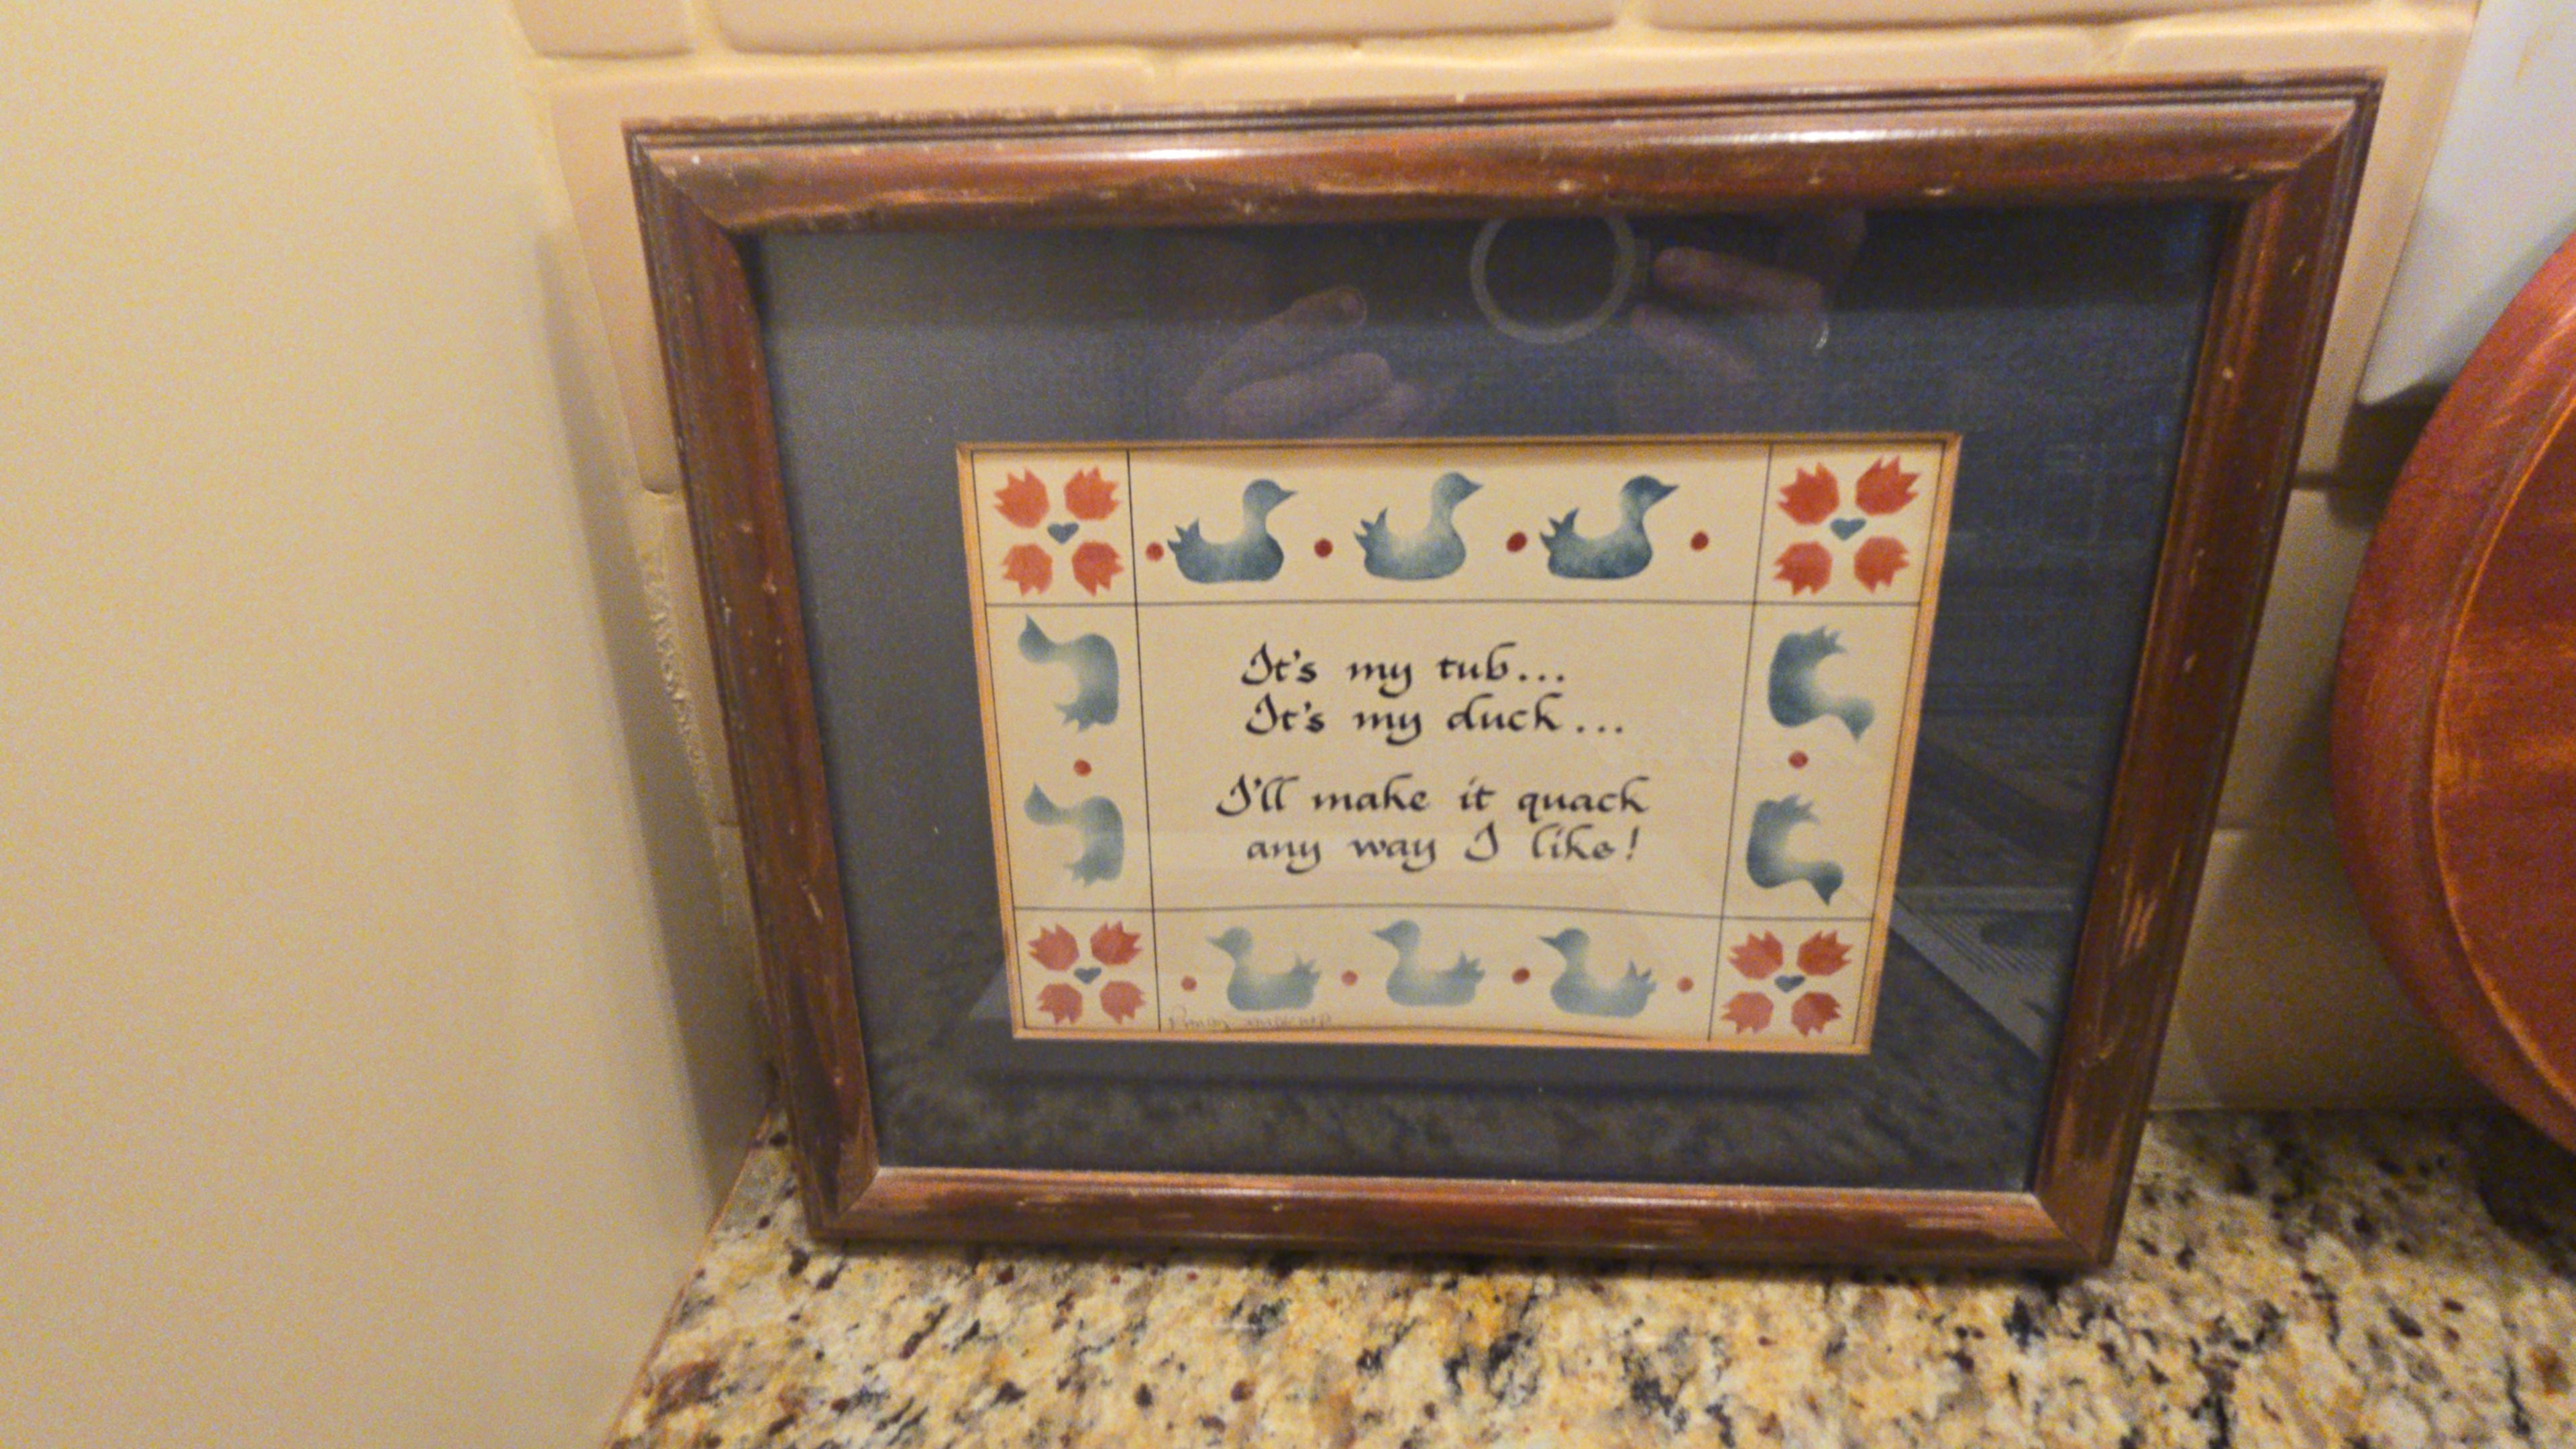 It's my tub...
It's my duck...
I'll make it quack
any way I like!